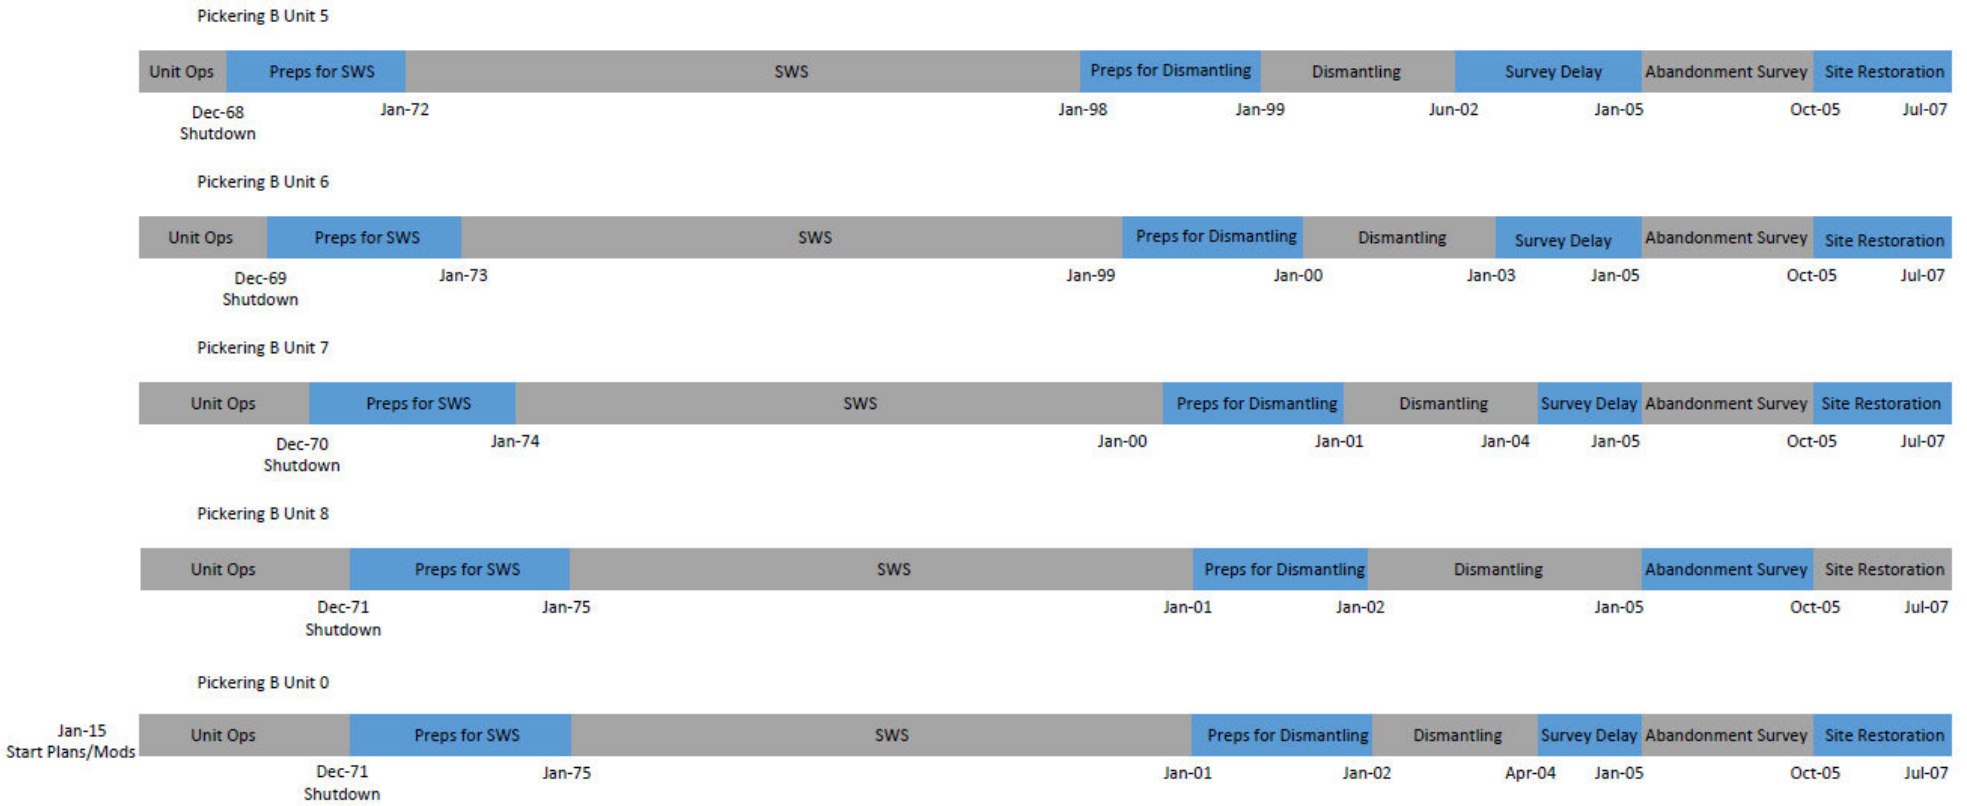 Pickering B Unit 5
Unit Ops Preps for SWS SWS Preps for Dismantling Dismantling Survey Delay Abandonment Survey Site Restoration
Dec-68 Jan-72 Jan-98 Jan-99 Jun-02 Jan-05 Oct-05 Jul-07
Shutdown
Pickering B Unit 6
Unit Ops Preps for SWS SWS Preps for Dismantling Dismantling Survey Delay Abandonment Survey Site Restoration
Dec-69 Jan-73 Jan-99 Jan-00 Jan-03 Jan-05 Oct-05 Jul-07
Shutdown
Pickering B Unit 7
Unit Ops Preps for SWS SWS Preps for Dismantling Dismantling Survey Delay Abandonment Survey Site Restoration
Dec-70 Jan-74 Jan-00 Jan-01 Jan-04 Jan-05 Oct-05 Jul-07
Shutdown
Pickering B Unit 8
Unit Ops Preps for SWS SWS Preps for Dismantling Dismantling Abandonment Survey Site Restoration
Dec-71 Jan-75 Jan-01 Jan-02 Jan-05 Oct-05 Jul-07
Shutdown
Pickering B Unit 0
Jan-15
Start Plans/Mods
Unit Ops Preps for SWS SWS Preps for Dismantling Dismantling Survey Delay Abandonment Survey Site Restoration
Dec-71 Jan-75 Jan-01 Jan-02 Apr-04 Jan-05 Oct-05 Jul-07
Shutdown